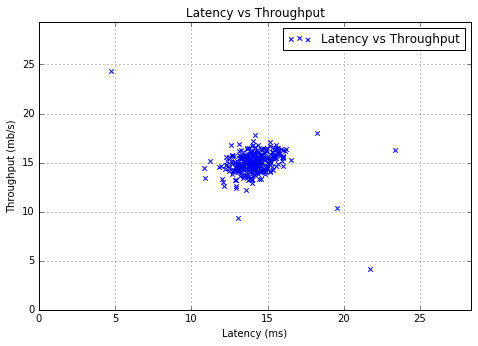 Latency vs Throughput
Latency vs Throughput
25
20
15
10
5
0
Throughput (mb/s)
0 5 10 15 20 25
Latency (ms)